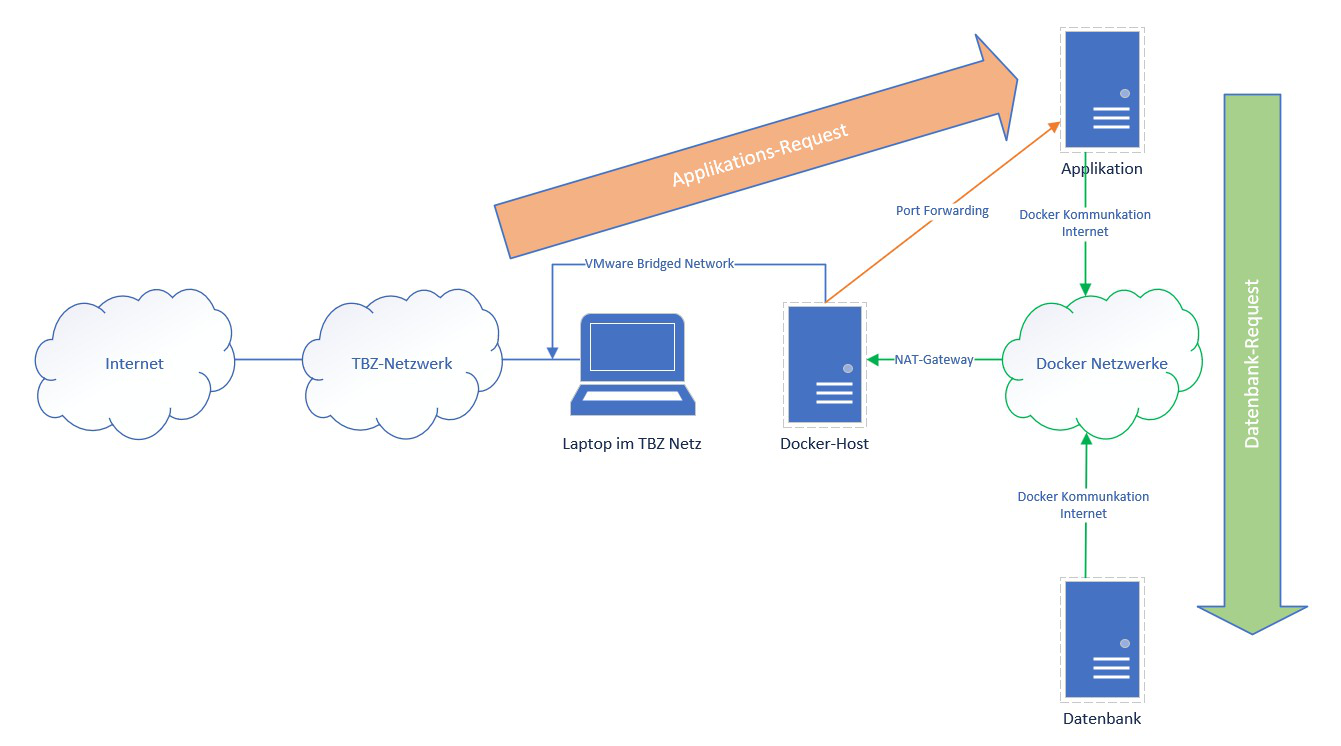 Applikations-Request
Applikation
Port Forwarding
Docker Kommunkation
Internet
VMware Bridged Network
Internet
TBZ-Netzwerk
NAT-Gateway
Docker Netzwerke
Datenbank-Request
Laptop im TBZ Netz
Docker-Host
Docker Kommunkation
Internet
Datenbank